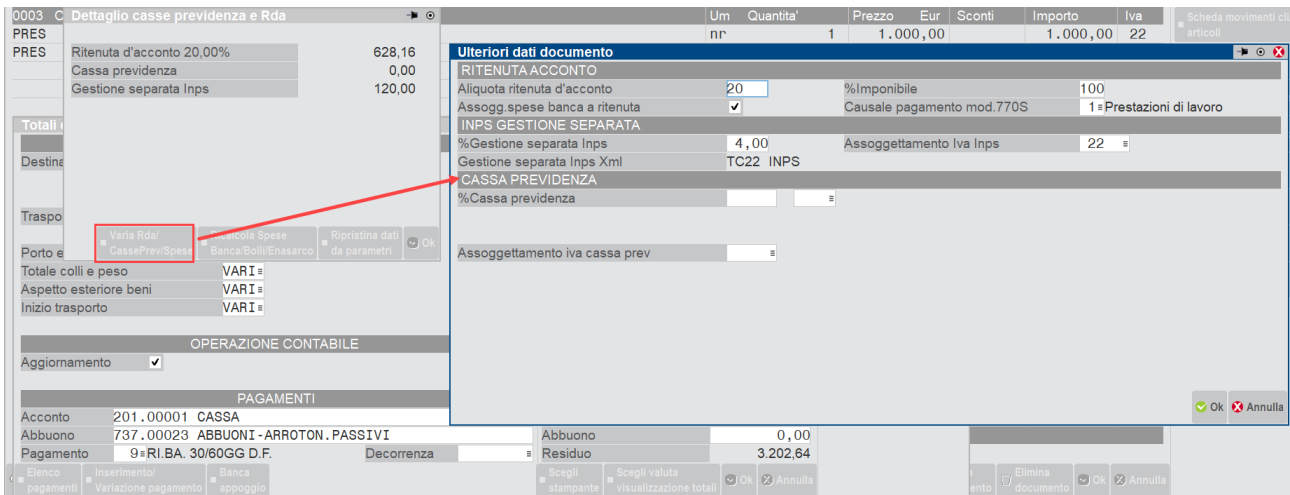 0003 C Dettaglio casse previdenza e Rda Um Quantita' Prezzo Eur Sconti Importo Iva Scheda movimenti cli
PRES nr 1 1.000,00 1.000,00 22 articoli
PRES Ritenuta d'acconto 20,00% 628,16 Ulteriori dati documento
Cassa previdenza 0,00 RITENUTA ACCONTO
Gestione separata Inps 120,00 Aliquota ritenuta d'acconto 20 %Imponibile 100
Assogg.spese banca a ritenuta Causale pagamento mod.770S 1 Prestazioni di lavoro
Totali INPS GESTIONE SEPARATA
%Gestione separata Inps 4,00 Assoggettamento Iva Inps 22
Destina Gestione separata Inps Xml TC22 INPS
CASSA PREVIDENZA
%Cassa previdenza
Traspo
Varia Rda/ CassePrev/Spese Ricalcola Spese Banca/Bolli/Enasarco Ripristina dati da parametri Ok
Porto e Assoggettamento iva cassa prev
Totale colli e peso VARI
Aspetto esteriore beni VARI
Inizio trasporto VARI
OPERAZIONE CONTABILE
Aggiornamento
PAGAMENTI
Ok Annulla
Acconto 201.00001 CASSA
Abbuono 737.00023 ABBUONI-ARROTON.PASSIVI Abbuono 0,00
Pagamento 9 RI.BA. 30/60GG D.F. Decorrenza Residuo 3.202,64
Elenco pagamenti Inserimento/ Variazione pagamento Banca appoggio Scegli stampante Scegli valuta visualizzazione totali Ok Annulla ento Elimina documento Ok Annulla